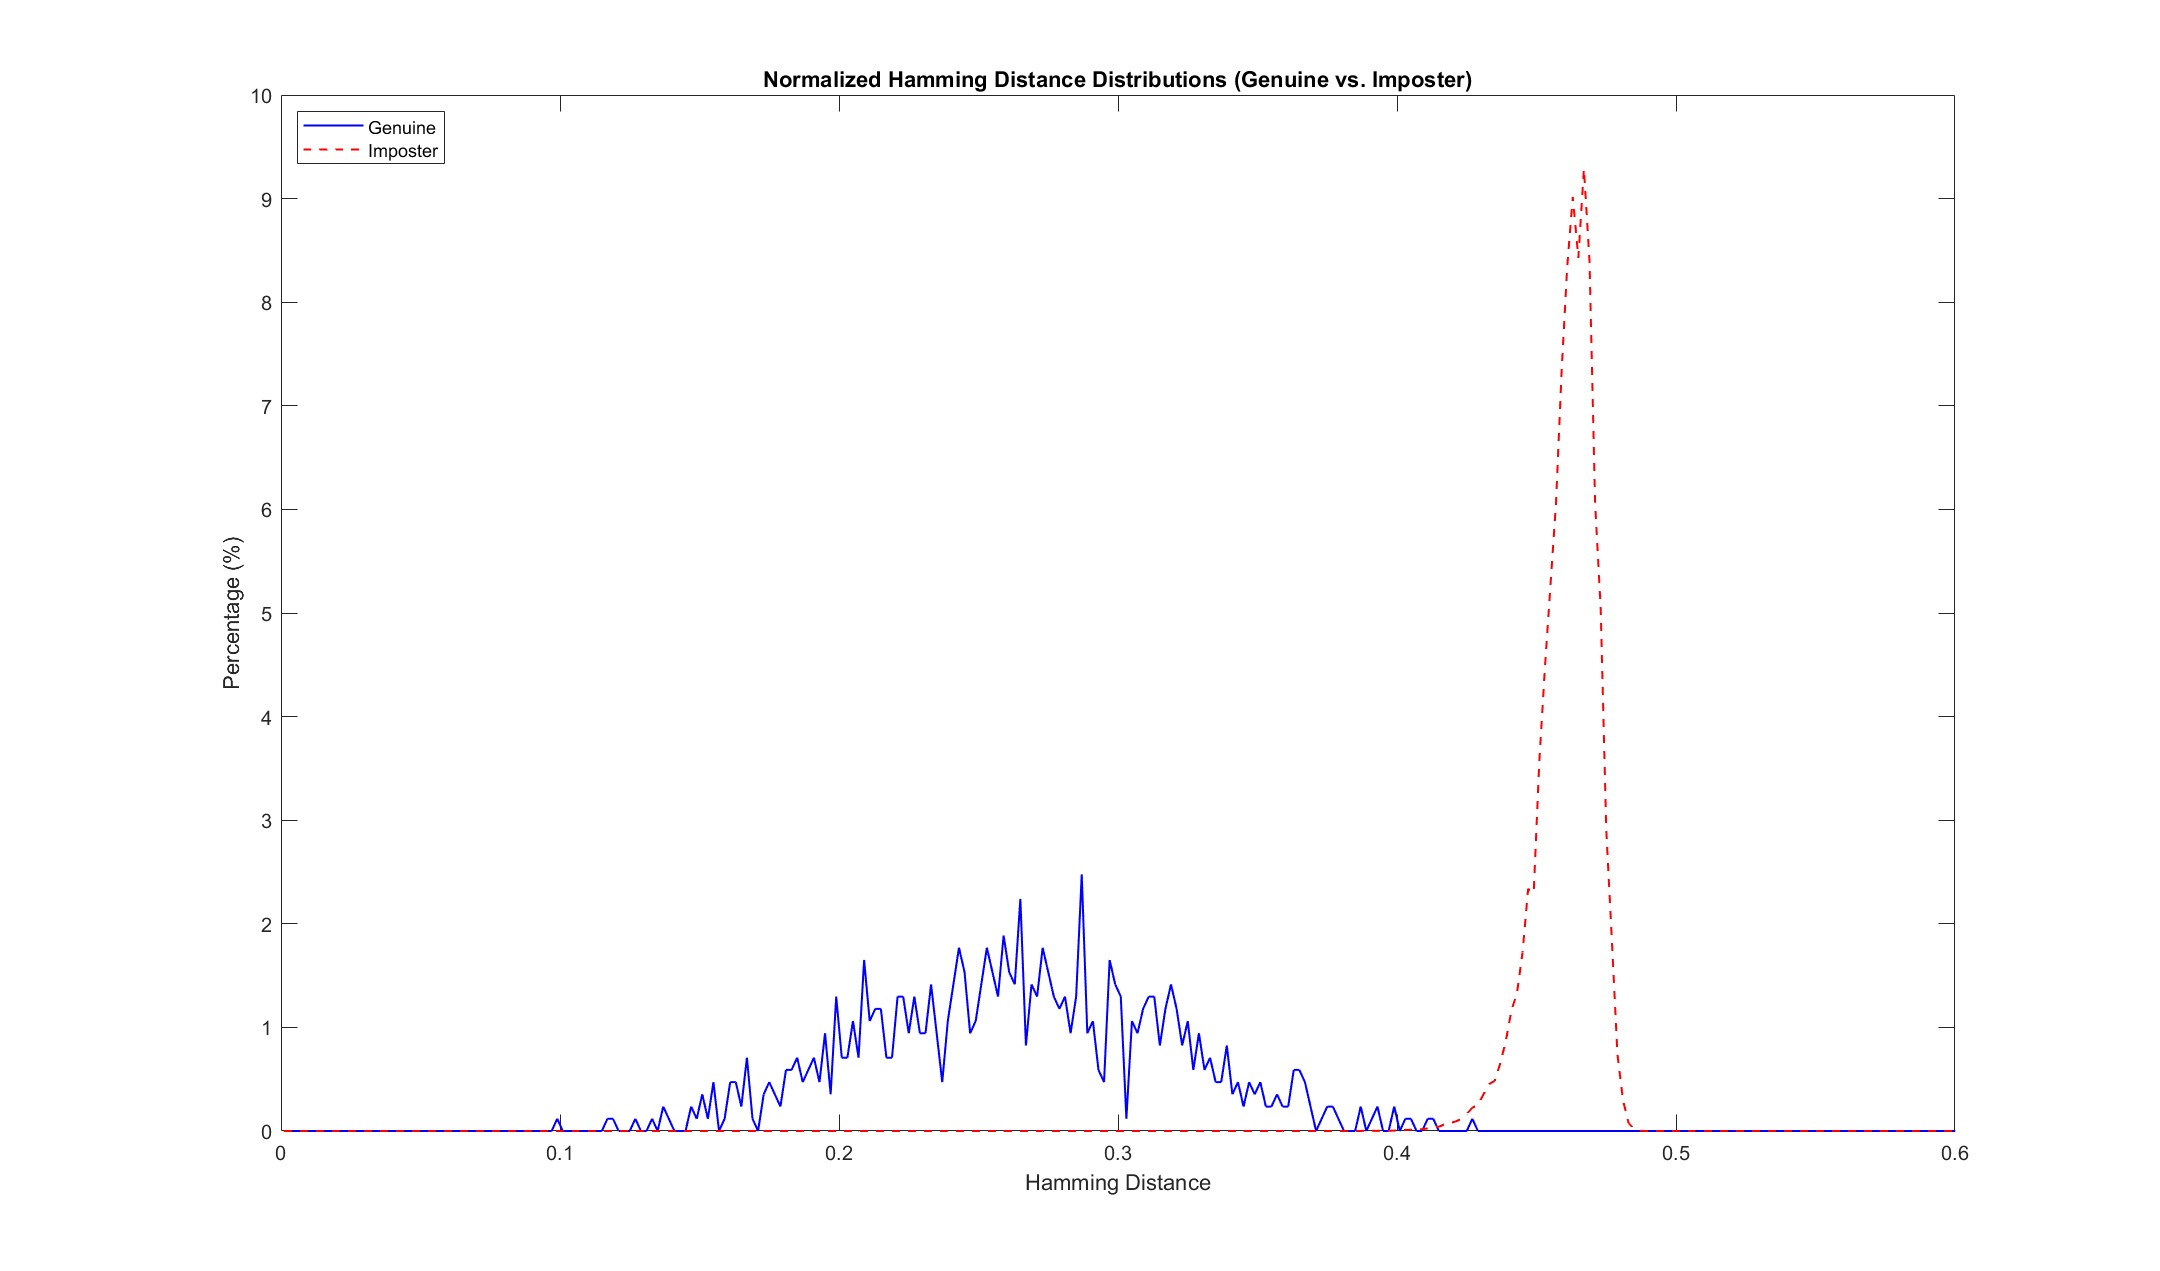 Normalized Hamming Distance Distributions (Genuine vs. Imposter)
Genuine
Imposter
10
9
8
7
6
5
4
3
2
1
0
Percentage (%)
0 0.1 0.2 0.3 0.4 0.5 0.6
Hamming Distance